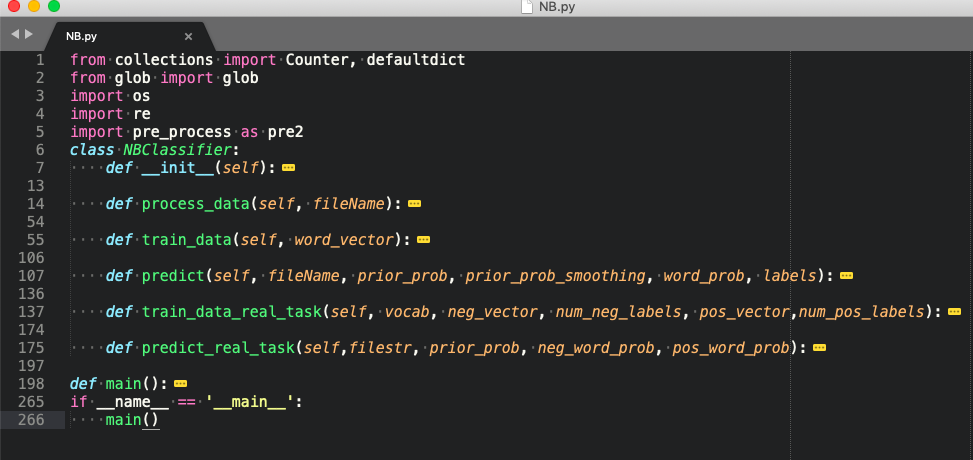 NB.py
NB.py ×
1 from collections import Counter, defaultdict
2 from glob import glob
3 import os
4 import re
5 import pre_process as pre2
6 class NBClassifier:
7     def __init__(self):
13
14     def process_data(self, fileName):
54
55     def train_data(self, word_vector):
106
107     def predict(self, fileName, prior_prob, prior_prob_smoothing, word_prob, labels):
136
137     def train_data_real_task(self, vocab, neg_vector, num_neg_labels, pos_vector,num_pos_labels):
174
175     def predict_real_task(self,filestr, prior_prob, neg_word_prob, pos_word_prob):
197
198 def main():
265 if __name__ == '__main__':
266     main()